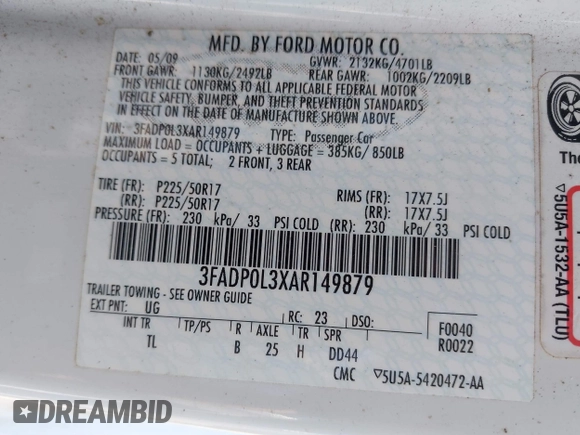 MFD. BY FORD MOTOR CO.
DATE: 05/09 GVWR: 2132KG/4701LB
FRONT GAWR: 1130KG/2492LB REAR GAWR: 1002KG/2209LB
THIS VEHICLE CONFORMS TO ALL APPLICABLE FEDERAL MOTOR
VEHICLE SAFETY, BUMPER, AND THEFT PREVENTION STANDARDS
IN EFFECT ON THE DATE OF MANUFACTURE SHOWN ABOVE.
VIN: 3FADP0L3XAR149879 TYPE: Passenger Car
MAXIMUM LOAD = OCCUPANTS + LUGGAGE = 385KG/ 850LB
OCCUPANTS = 5 TOTAL; 2 FRONT, 3 REAR
TIRE (FR): P225/50R17 RIMS (FR): 17X7.5J
(RR): P225/50R17 (RR): 17X7.5J
PRESSURE (FR): 230 kPa/ 33 PSI COLD (RR): 230 kPa/ 33 PSI COLD
3FADP0L3XAR149879
TRAILER TOWING - SEE OWNER GUIDE
EXT PNT: UG RC: 23 DSO: F0040
INT TR TP/PS R AXLE TR SPR R0022
TL B 25 H DD44
CMC ▽5U5A-5420472-AA
The
▽5U5A-1532-AA (TLU)
DREAMBID